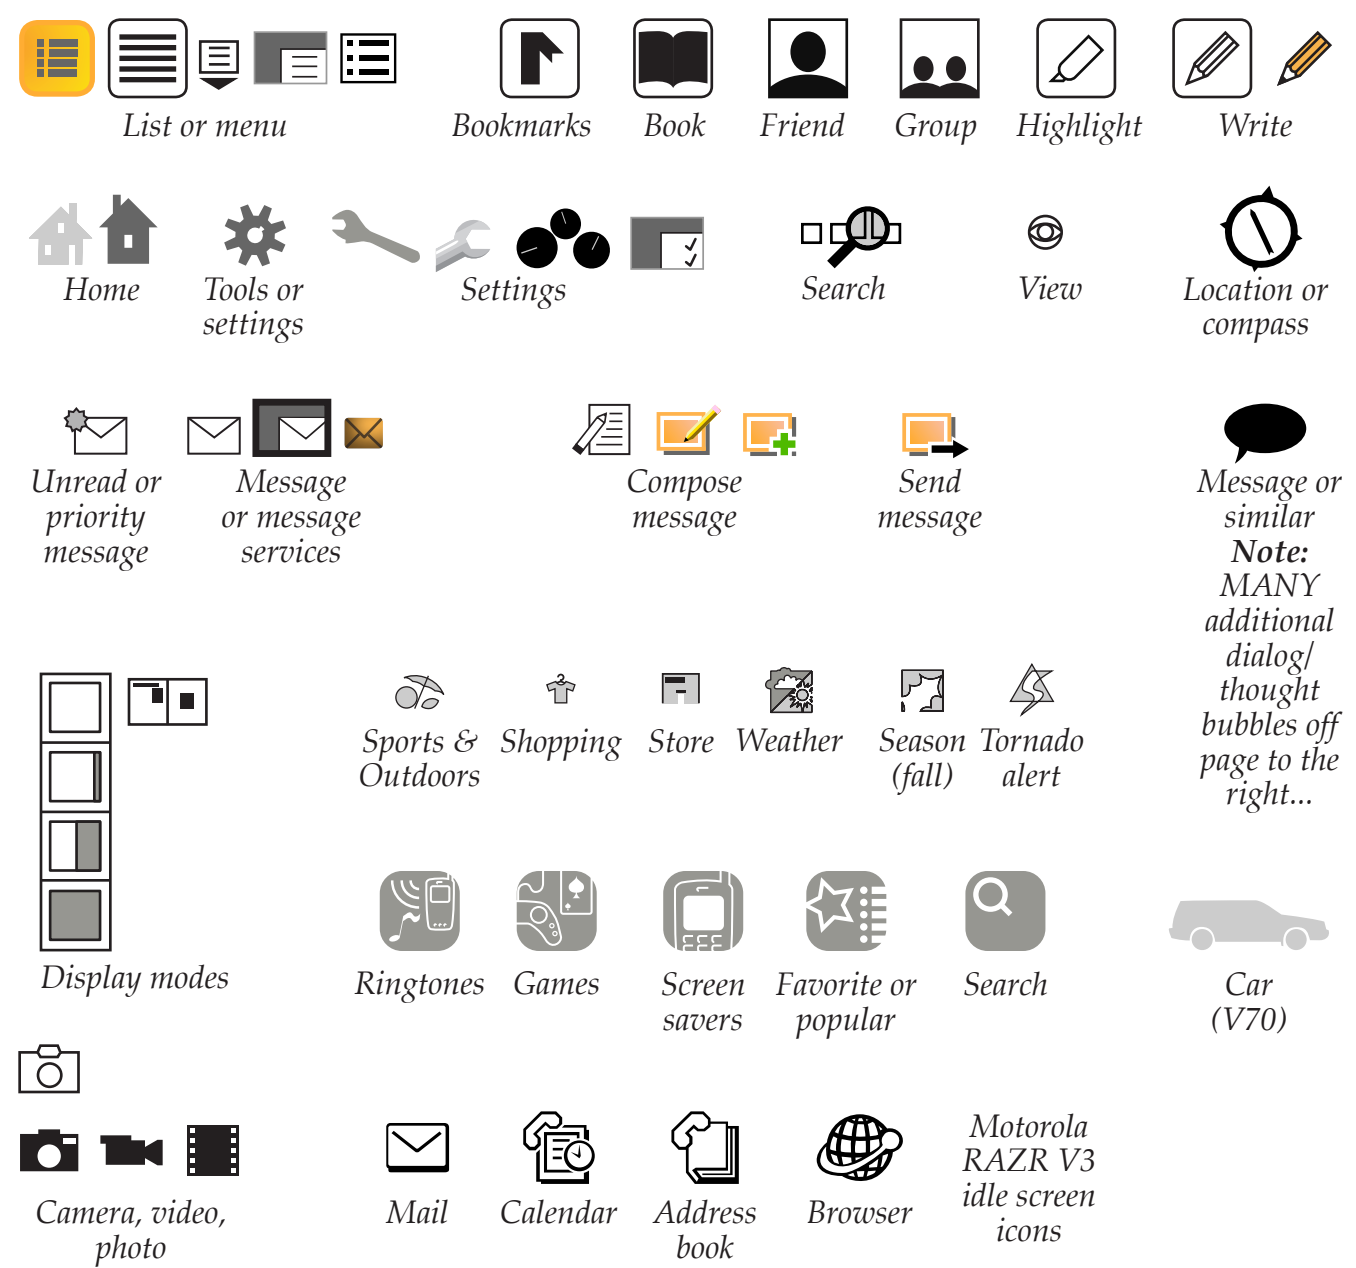 List or menu
Bookmarks
Book
Friend
Group
Highlight
Write
Home
Tools or
settings
Settings
Search
View
Location or
compass
Unread or
priority
message
Message
or message
services
Compose
message
Send
message
Message or
similar
Note:
MANY
additional
dialog/
thought
bubbles off
page to the
right...
Sports &
Outdoors
Shopping
Store
Weather
Season
(fall)
Tornado
alert
Display modes
Ringtones
Games
Screen
savers
Favorite or
popular
Search
Car
(V70)
Camera, video,
photo
Mail
Calendar
Address
book
Browser
Motorola
RAZR V3
idle screen
icons